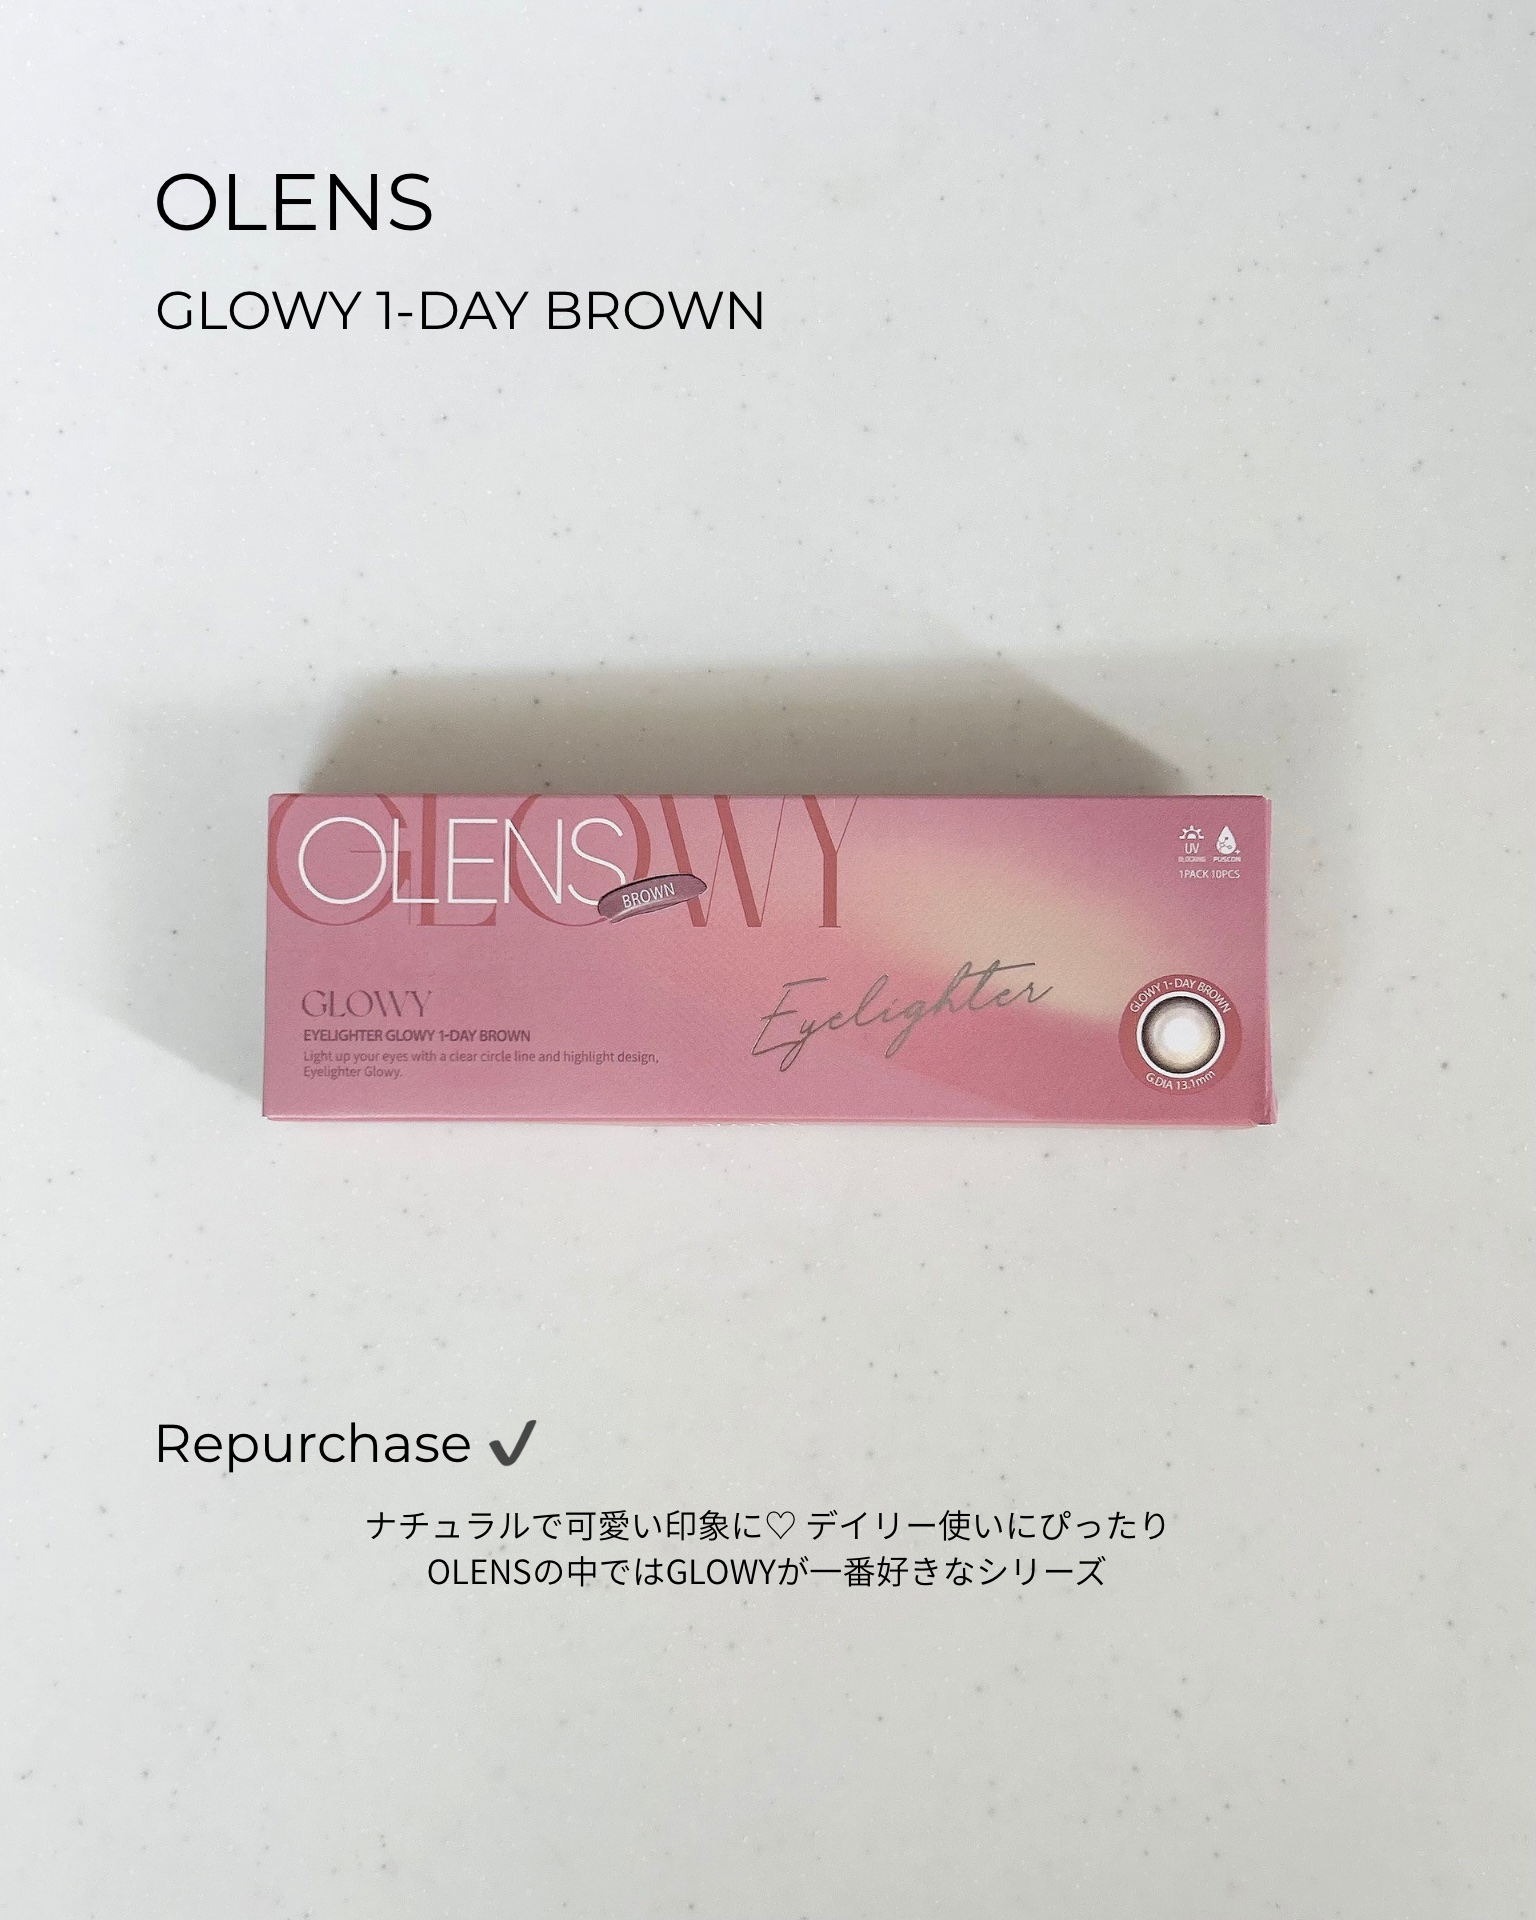 OLENS
GLOWY 1-DAY BROWN
GLOWY
OLENS
BROWN
UV
BLOCKING
PUSCON
1PACK 10PCS
GLOWY
EYELIGHTER GLOWY 1-DAY BROWN
Light up your eyes with a clear circle line and highlight design,
Eyelighter Glowy.
Eyelighter
GLOWY 1-DAY BROWN
G.DIA 13.1mm
Repurchase ✔
ナチュラルで可愛い印象に♡ デイリー使いにぴったり
OLENSの中ではGLOWYが一番好きなシリーズ